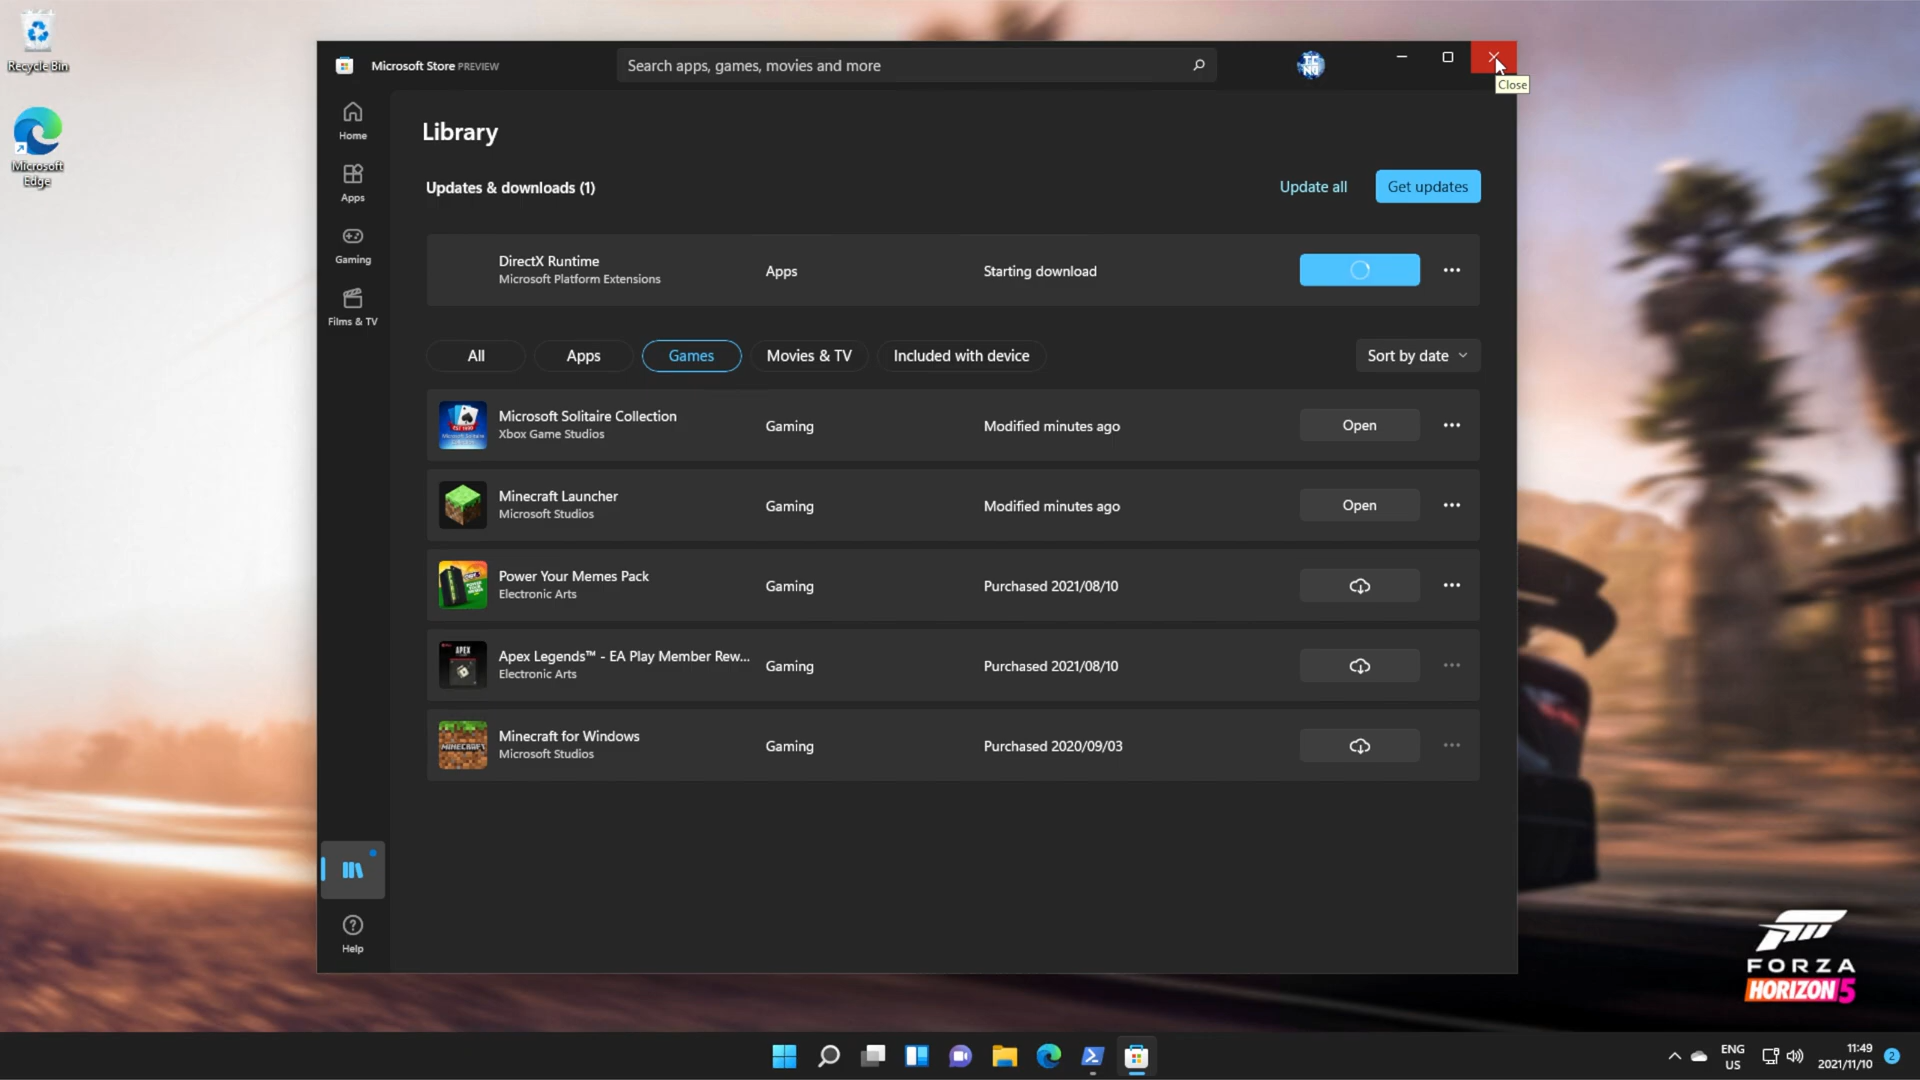 Recycle Bin
Microsoft
Edge
Microsoft Store PREVIEW
Search apps, games, movies and more
Close
Home
Apps
Gaming
Films & TV
Help
Library
Updates & downloads (1)
Update all
Get updates
DirectX Runtime
Microsoft Platform Extensions
Apps
Starting download
All
Apps
Games
Movies & TV
Included with device
Sort by date
Microsoft Solitaire Collection
Xbox Game Studios
Gaming
Modified minutes ago
Open
Minecraft Launcher
Microsoft Studios
Gaming
Modified minutes ago
Open
Power Your Memes Pack
Electronic Arts
Gaming
Purchased 2021/08/10
APEX
Apex Legends™ - EA Play Member Rew...
Electronic Arts
Gaming
Purchased 2021/08/10
MINECRAFT
Minecraft for Windows
Microsoft Studios
Gaming
Purchased 2020/09/03
FORZA
HORIZON 5
ENG
US
11:49
2021/11/10
2